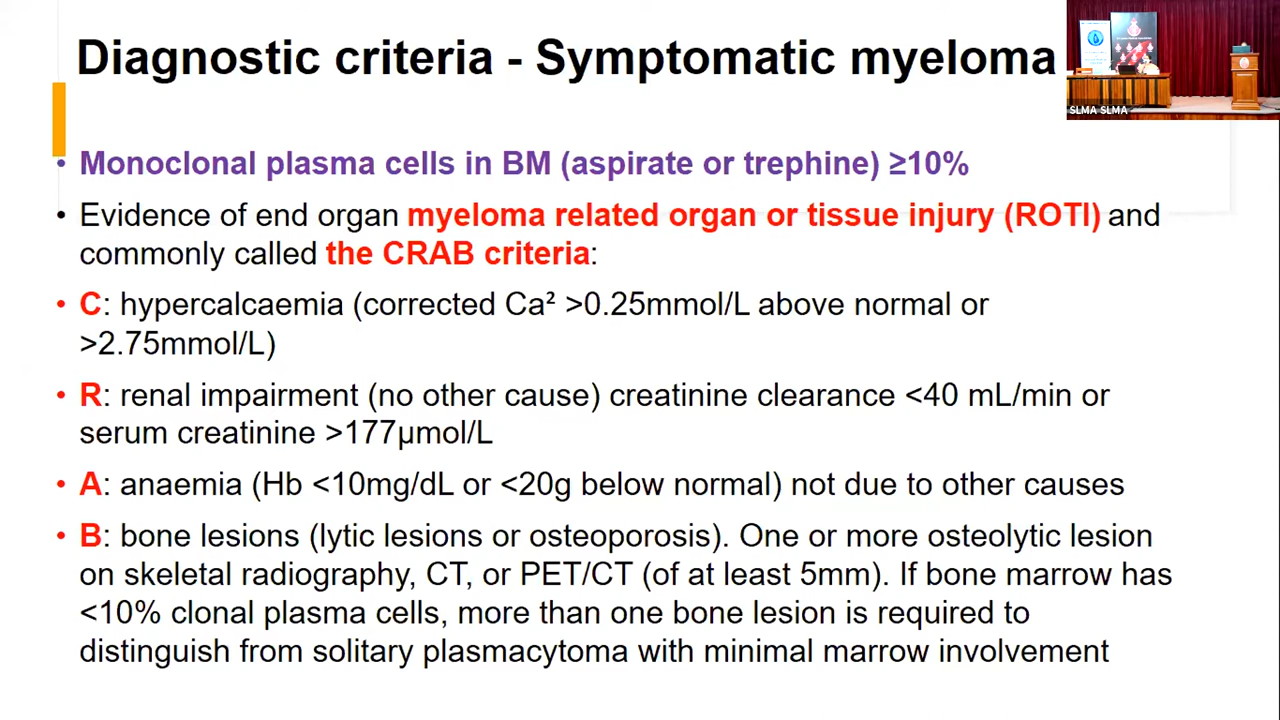 Diagnostic criteria - Symptomatic myeloma
SLMA SLMA
• Monoclonal plasma cells in BM (aspirate or trephine) ≥10%
• Evidence of end organ myeloma related organ or tissue injury (ROTI) and
commonly called the CRAB criteria:
• C: hypercalcaemia (corrected Ca² >0.25mmol/L above normal or
>2.75mmol/L)
• R: renal impairment (no other cause) creatinine clearance <40 mL/min or
serum creatinine >177µmol/L
• A: anaemia (Hb <10mg/dL or <20g below normal) not due to other causes
• B: bone lesions (lytic lesions or osteoporosis). One or more osteolytic lesion
on skeletal radiography, CT, or PET/CT (of at least 5mm). If bone marrow has
<10% clonal plasma cells, more than one bone lesion is required to
distinguish from solitary plasmacytoma with minimal marrow involvement